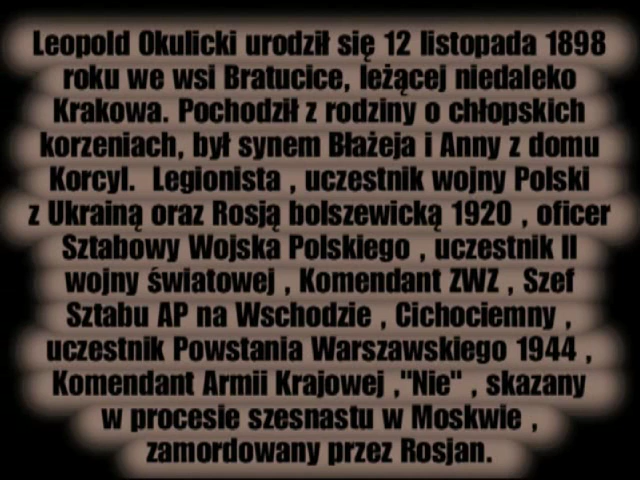 Leopold Okulicki urodził się 12 listopada 1898
roku we wsi Bratucice, leżącej niedaleko
Krakowa. Pochodził z rodziny o chłopskich
korzeniach, był synem Błażeja i Anny z domu
Korcyl. Legionista , uczestnik wojny Polski
z Ukrainą oraz Rosją bolszewicką 1920 , oficer
Sztabowy Wojska Polskiego , uczestnik II
wojny światowej , Komendant ZWZ , Szef
Sztabu AP na Wschodzie , Cichociemny ,
uczestnik Powstania Warszawskiego 1944 ,
Komendant Armii Krajowej ,"Nie" , skazany
w procesie szesnastu w Moskwie ,
zamordowany przez Rosjan.